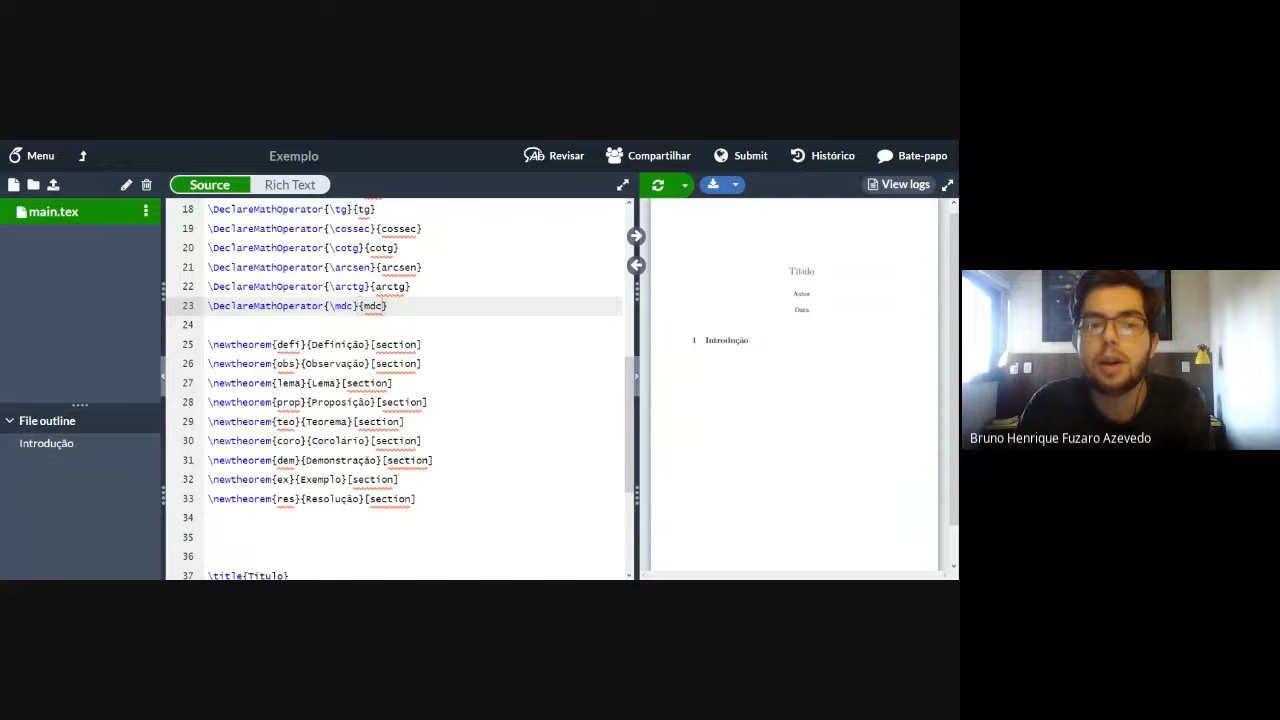 Menu
Exemplo
Revisar
Compartilhar
Submit
Histórico
Bate-papo
Source
Rich Text
View logs
main.tex
18 \DeclareMathOperator{\tg}{tg}
19 \DeclareMathOperator{\cossec}{cossec}
20 \DeclareMathOperator{\cotg}{cotg}
21 \DeclareMathOperator{\arcsen}{arcsen}
22 \DeclareMathOperator{\arctg}{arctg}
23 \DeclareMathOperator{\mdc}{mdc}
24
25 \newtheorem{defi}{Definição}[section]
26 \newtheorem{obs}{Observação}[section]
27 \newtheorem{lema}{Lema}[section]
28 \newtheorem{prop}{Proposição}[section]
29 \newtheorem{teo}{Teorema}[section]
30 \newtheorem{coro}{Corolário}[section]
31 \newtheorem{dem}{Demonstração}[section]
32 \newtheorem{ex}{Exemplo}[section]
33 \newtheorem{res}{Resolução}[section]
34
35
36
37 \title{Título}
File outline
Introdução
Título
Autor
Data
1 Introdução
Bruno Henrique Fuzaro Azevedo